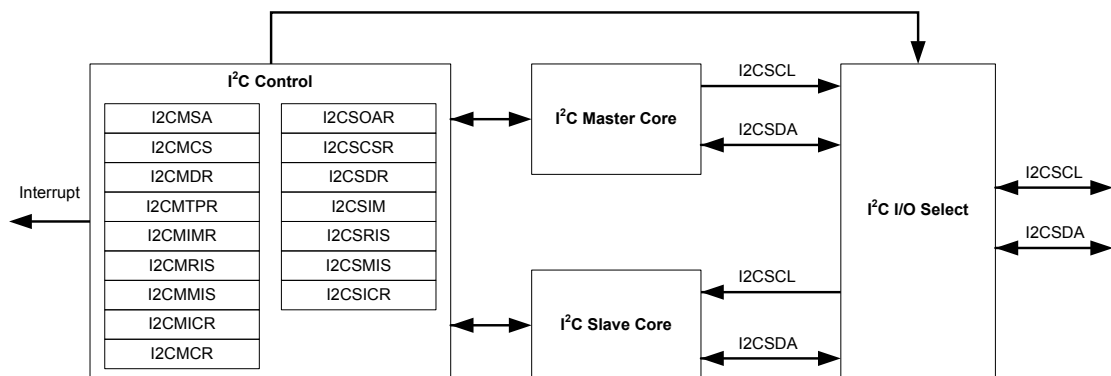 I²C Control
I2CMSA
I2CMCS
I2CMDR
I2CMTPR
I2CMIMR
I2CMRIS
I2CMMIS
I2CMICR
I2CMCR
I2CSOAR
I2CSCSR
I2CSDR
I2CSIM
I2CSRIS
I2CSMIS
I2CSICR
Interrupt
I²C Master Core
I2CSCL
I2CSDA
I²C Slave Core
I2CSCL
I2CSDA
I²C I/O Select
I2CSCL
I2CSDA